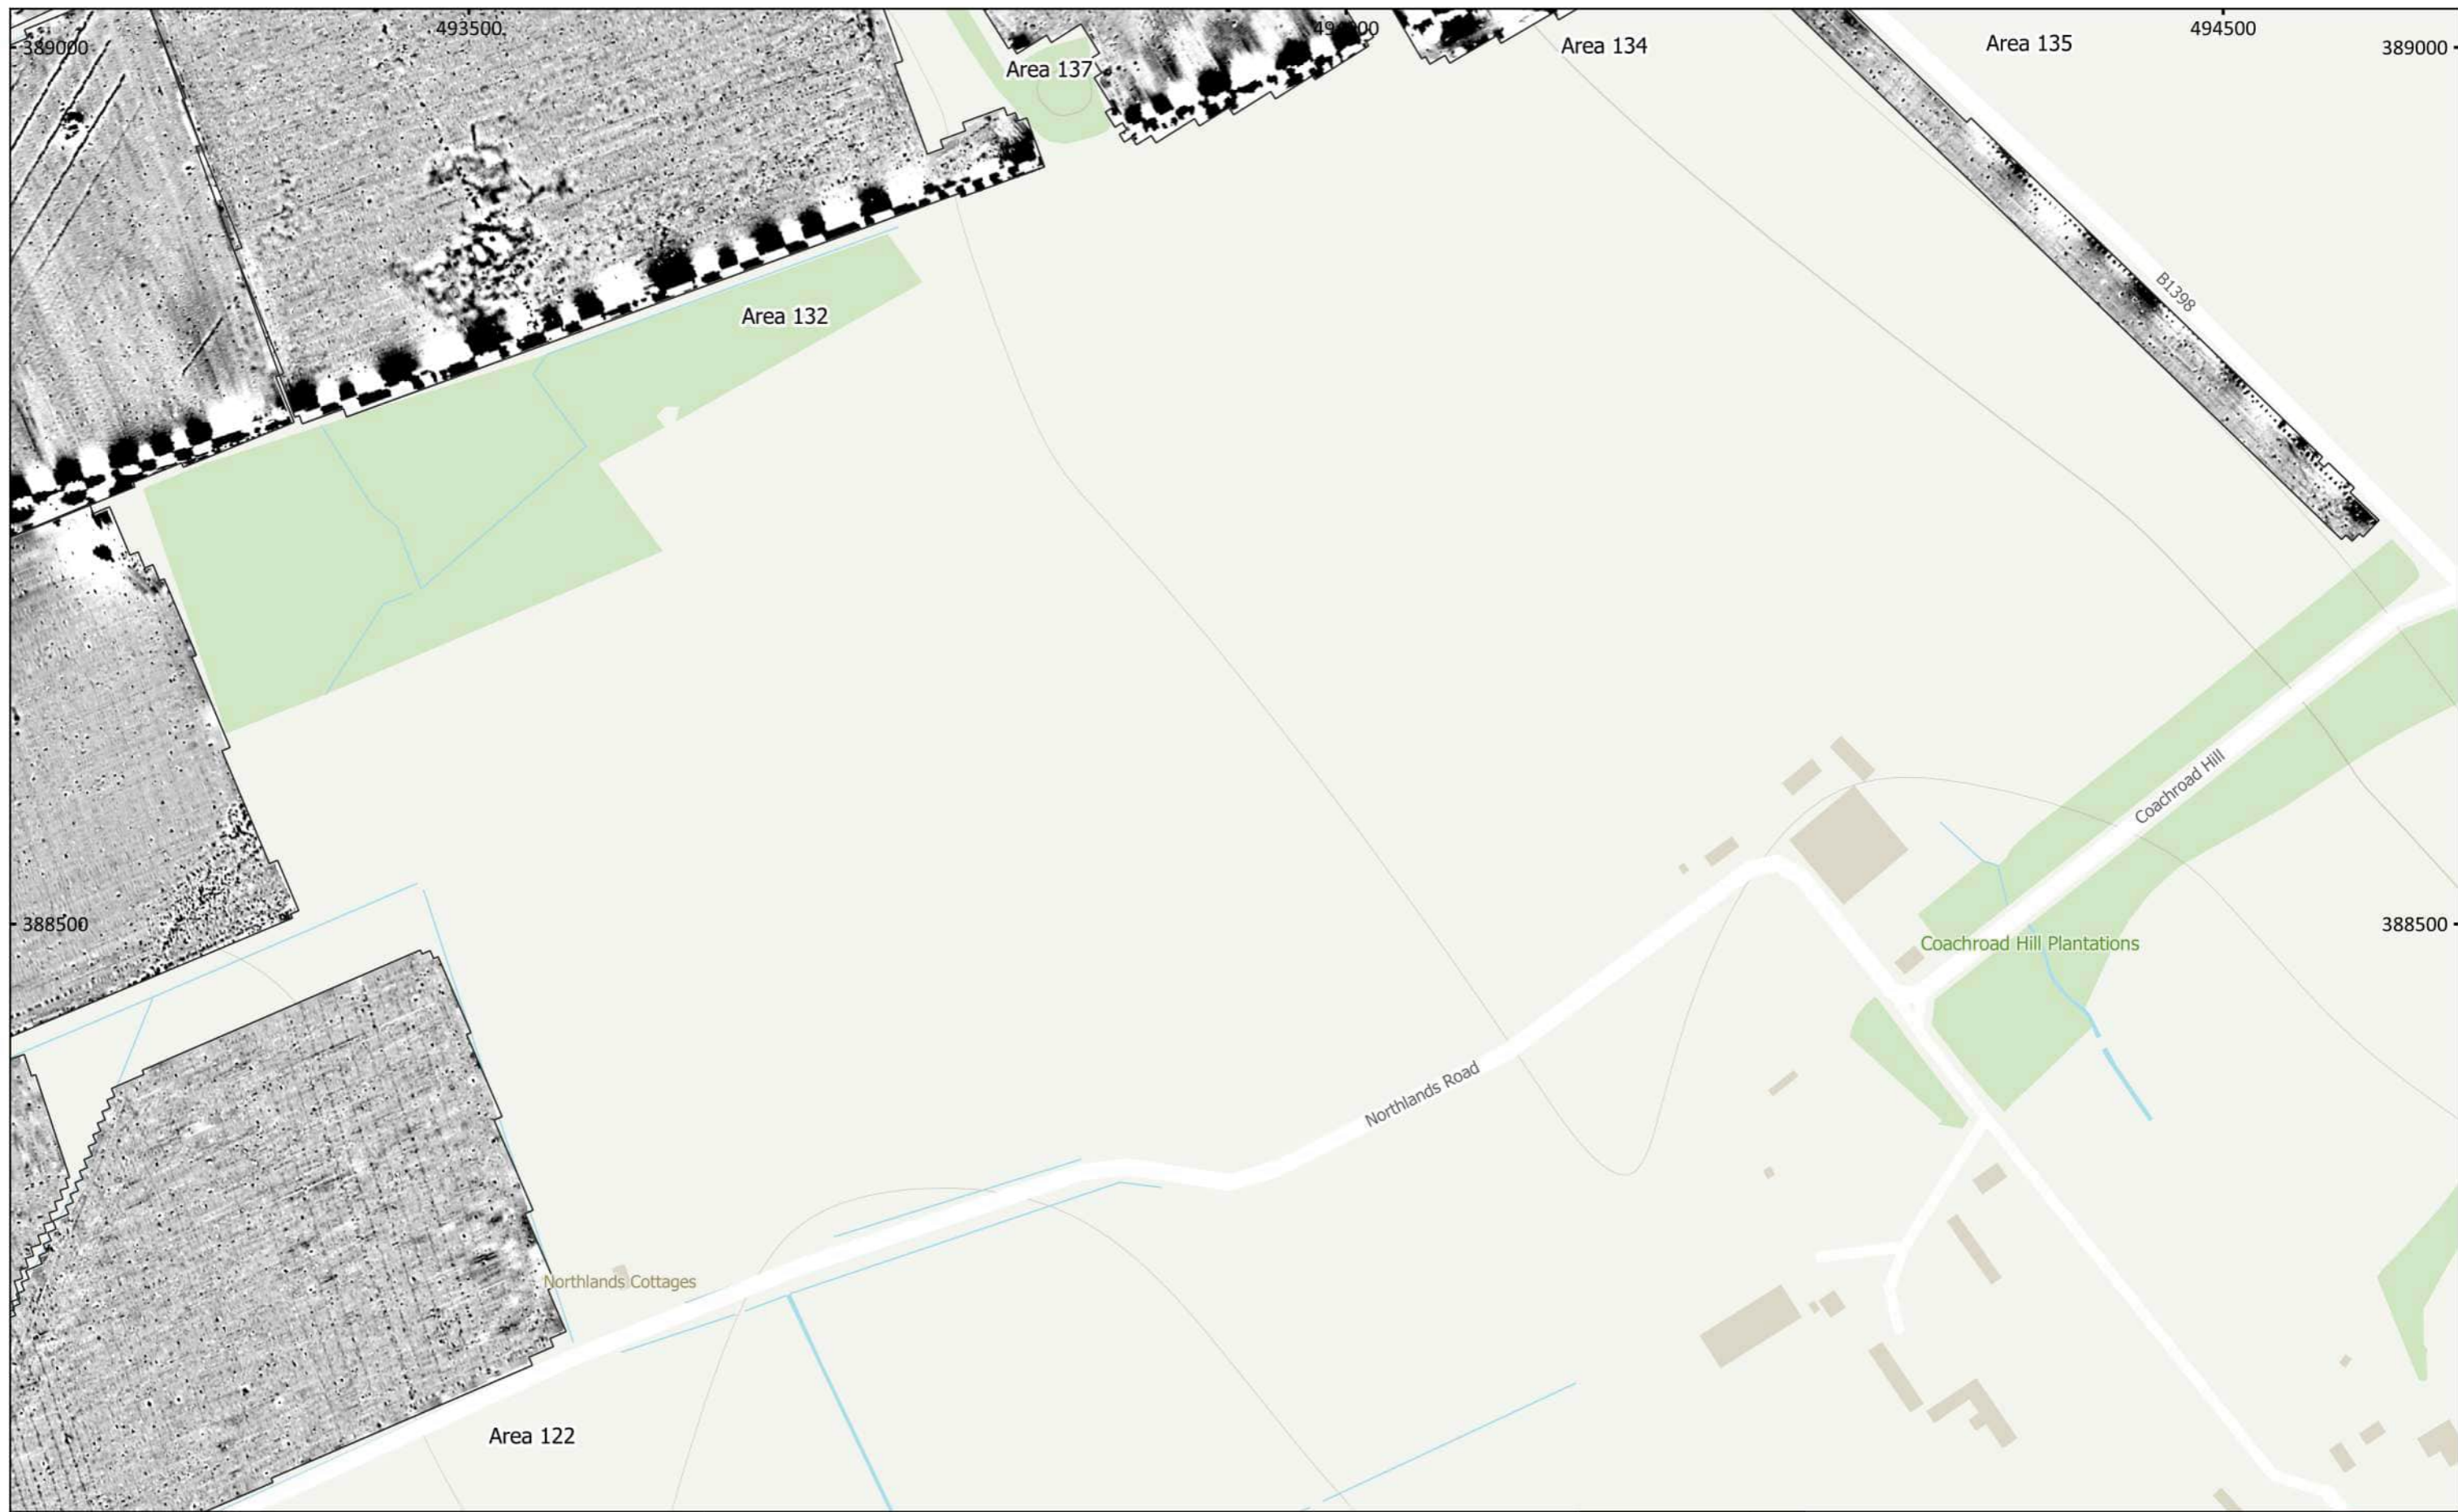 493500
494000
494500
389000
389000
Area 137
Area 134
Area 135
B1398
Area 132
Coachroad Hill
388500
388500
Coachroad Hill Plantations
Northlands Road
Northlands Cottages
Area 122